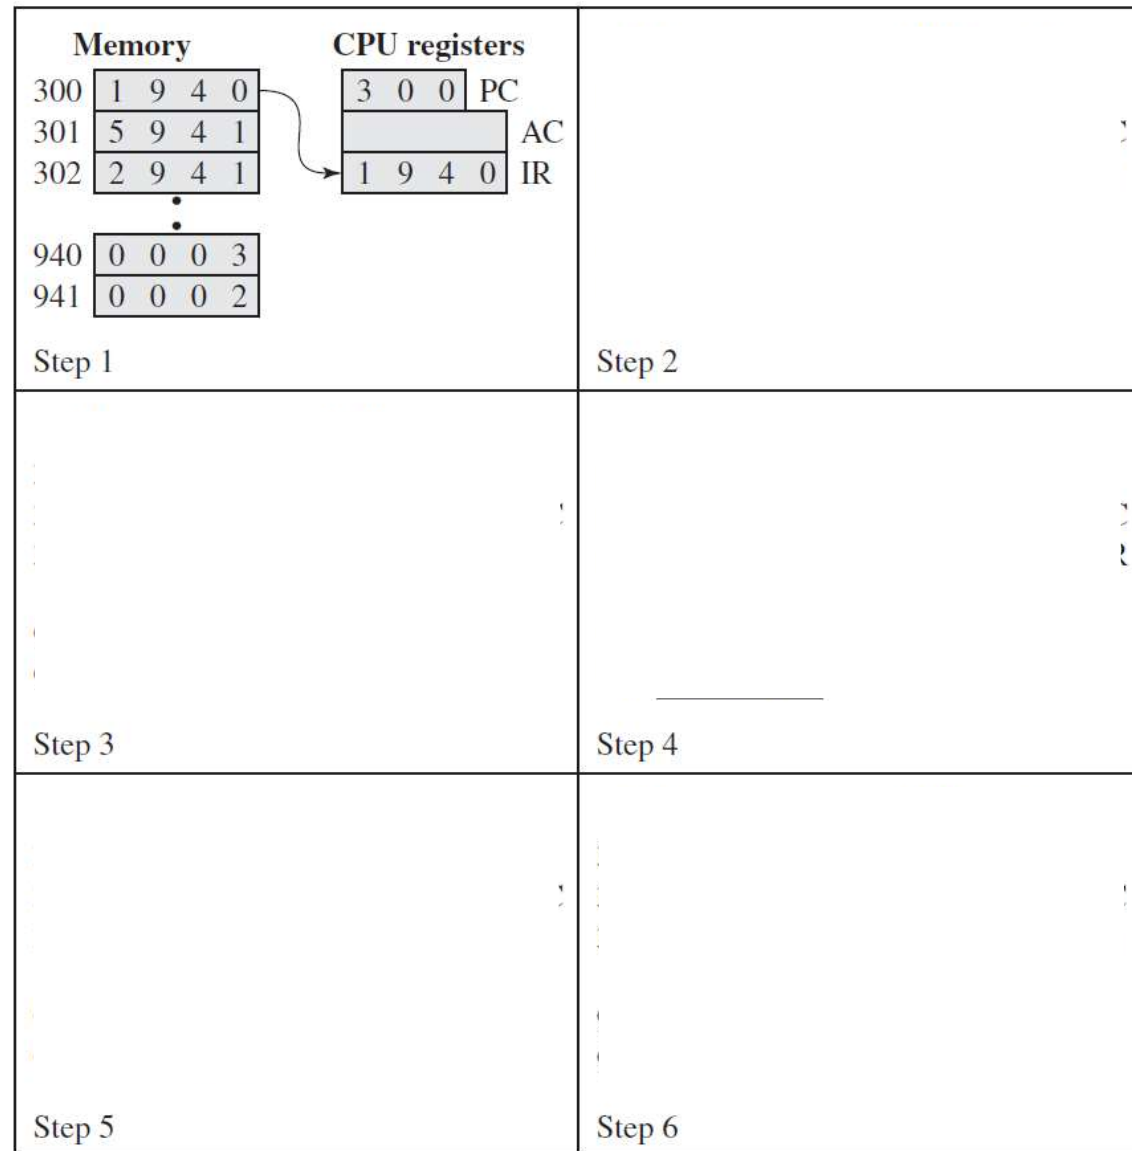 Memory CPU registers
300 1 9 4 0 3 0 0 PC
301 5 9 4 1 AC
302 2 9 4 1 1 9 4 0 IR
940 0 0 0 3
941 0 0 0 2
Step 1
Step 2
Step 3
Step 4
Step 5
Step 6